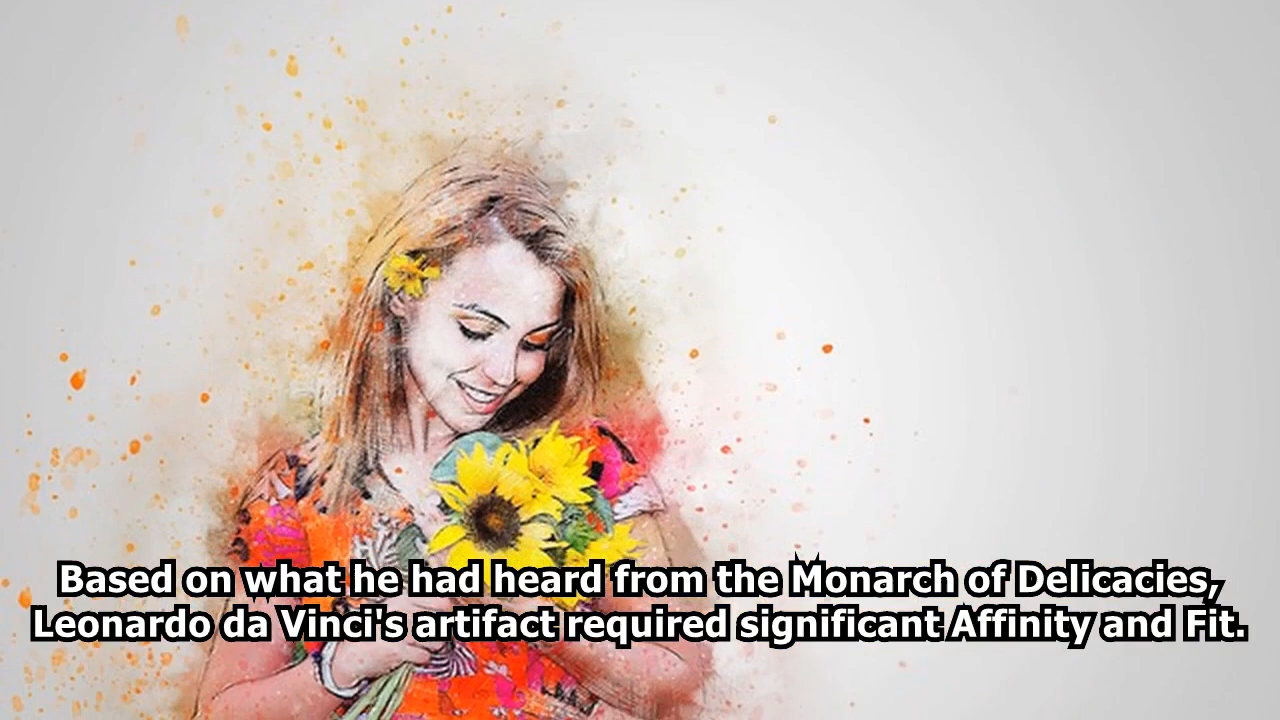 Based on what he had heard from the Monarch of Delicacies,
Leonardo da Vinci's artifact required significant Affinity and Fit.